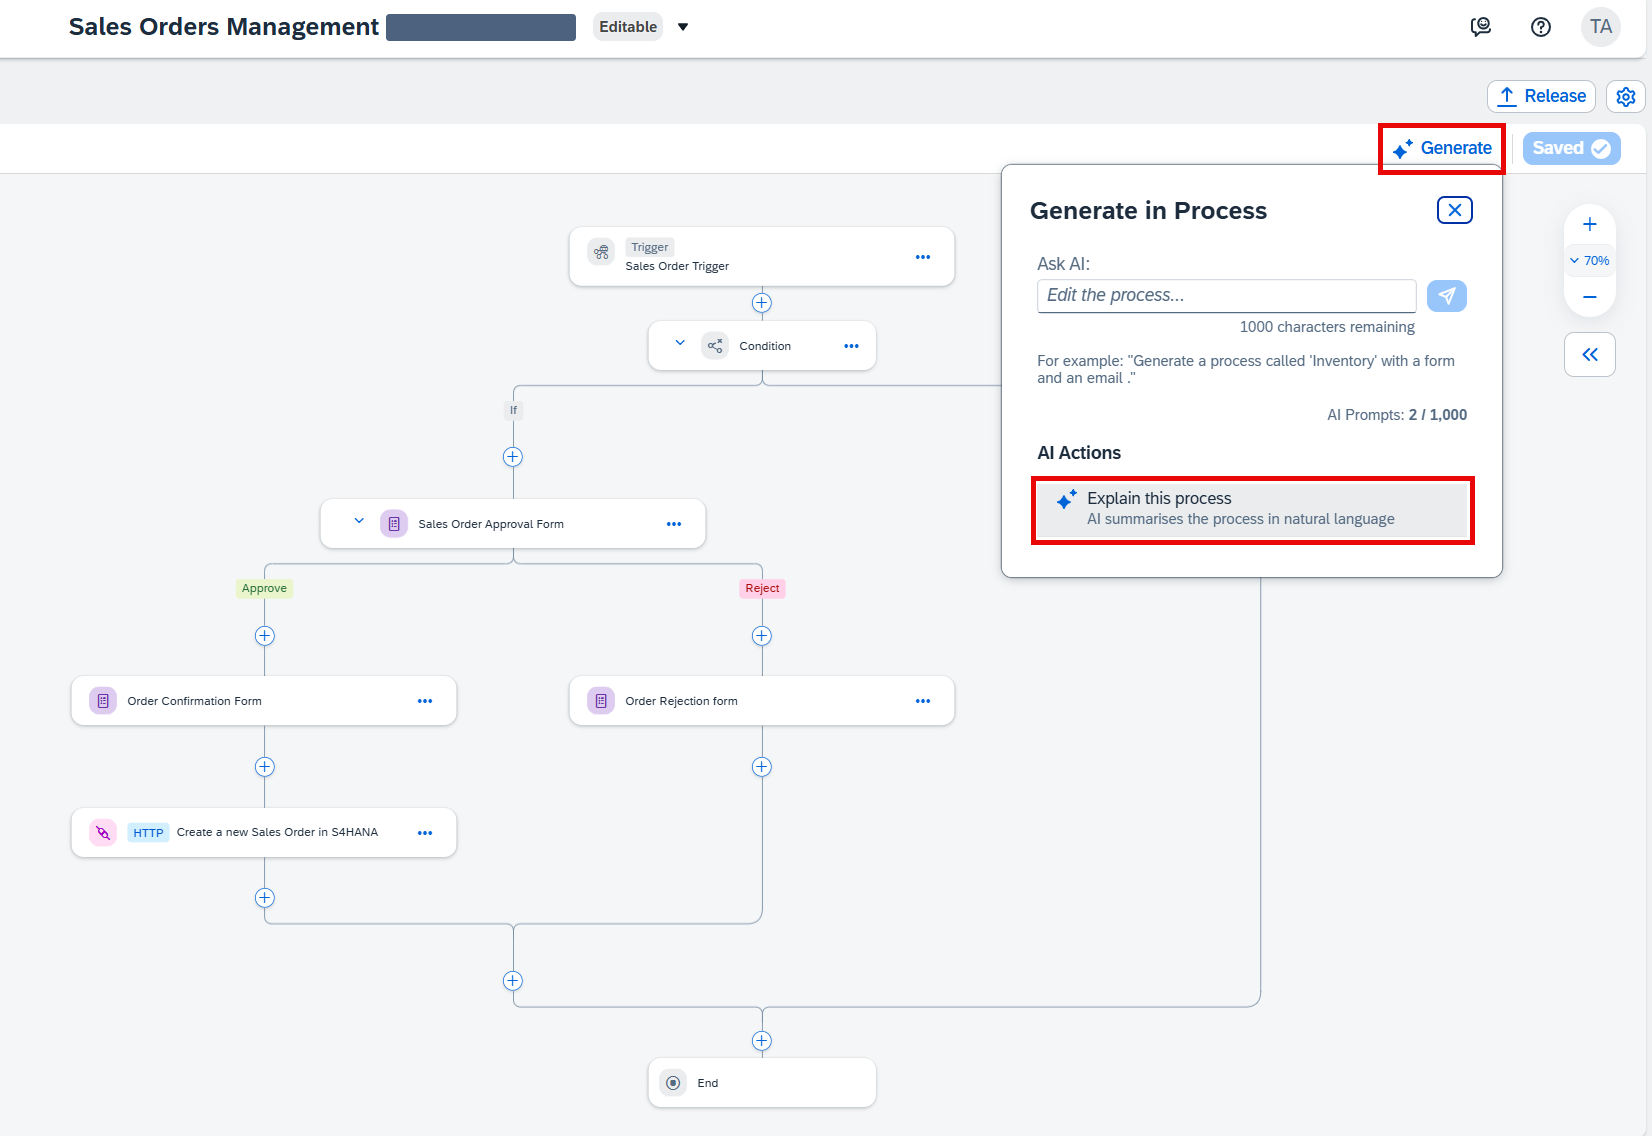 Sales Orders Management
Editable
TA
Release
Generate
Saved
Generate in Process
Ask AI:
Edit the process...
1000 characters remaining
For example: "Generate a process called 'Inventory' with a form
and an email ."
AI Prompts: 2 / 1,000
AI Actions
Explain this process
AI summarises the process in natural language
70%
Trigger
Sales Order Trigger
Condition
If
Sales Order Approval Form
Approve
Reject
Order Confirmation Form
Order Rejection form
HTTP Create a new Sales Order in S4HANA
End